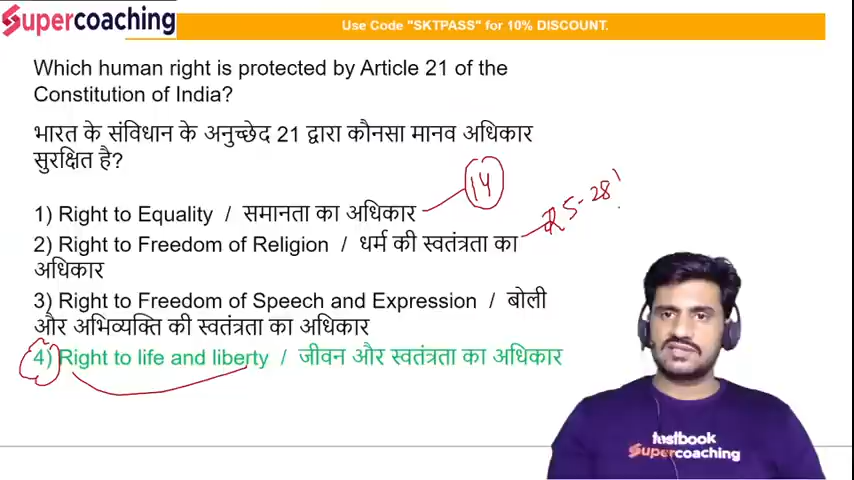 Supercoaching
Use Code "SKTPASS" for 10% DISCOUNT.
Which human right is protected by Article 21 of the
Constitution of India?
भारत के संविधान के अनुच्छेद 21 द्वारा कौनसा मानव अधिकार
सुरक्षित है?
14
25-28
1) Right to Equality / समानता का अधिकार
2) Right to Freedom of Religion / धर्म की स्वतंत्रता का
अधिकार
3) Right to Freedom of Speech and Expression / बोली
और अभिव्यक्ति की स्वतंत्रता का अधिकार
4) Right to life and liberty / जीवन और स्वतंत्रता का अधिकार
testbook
Supercoaching